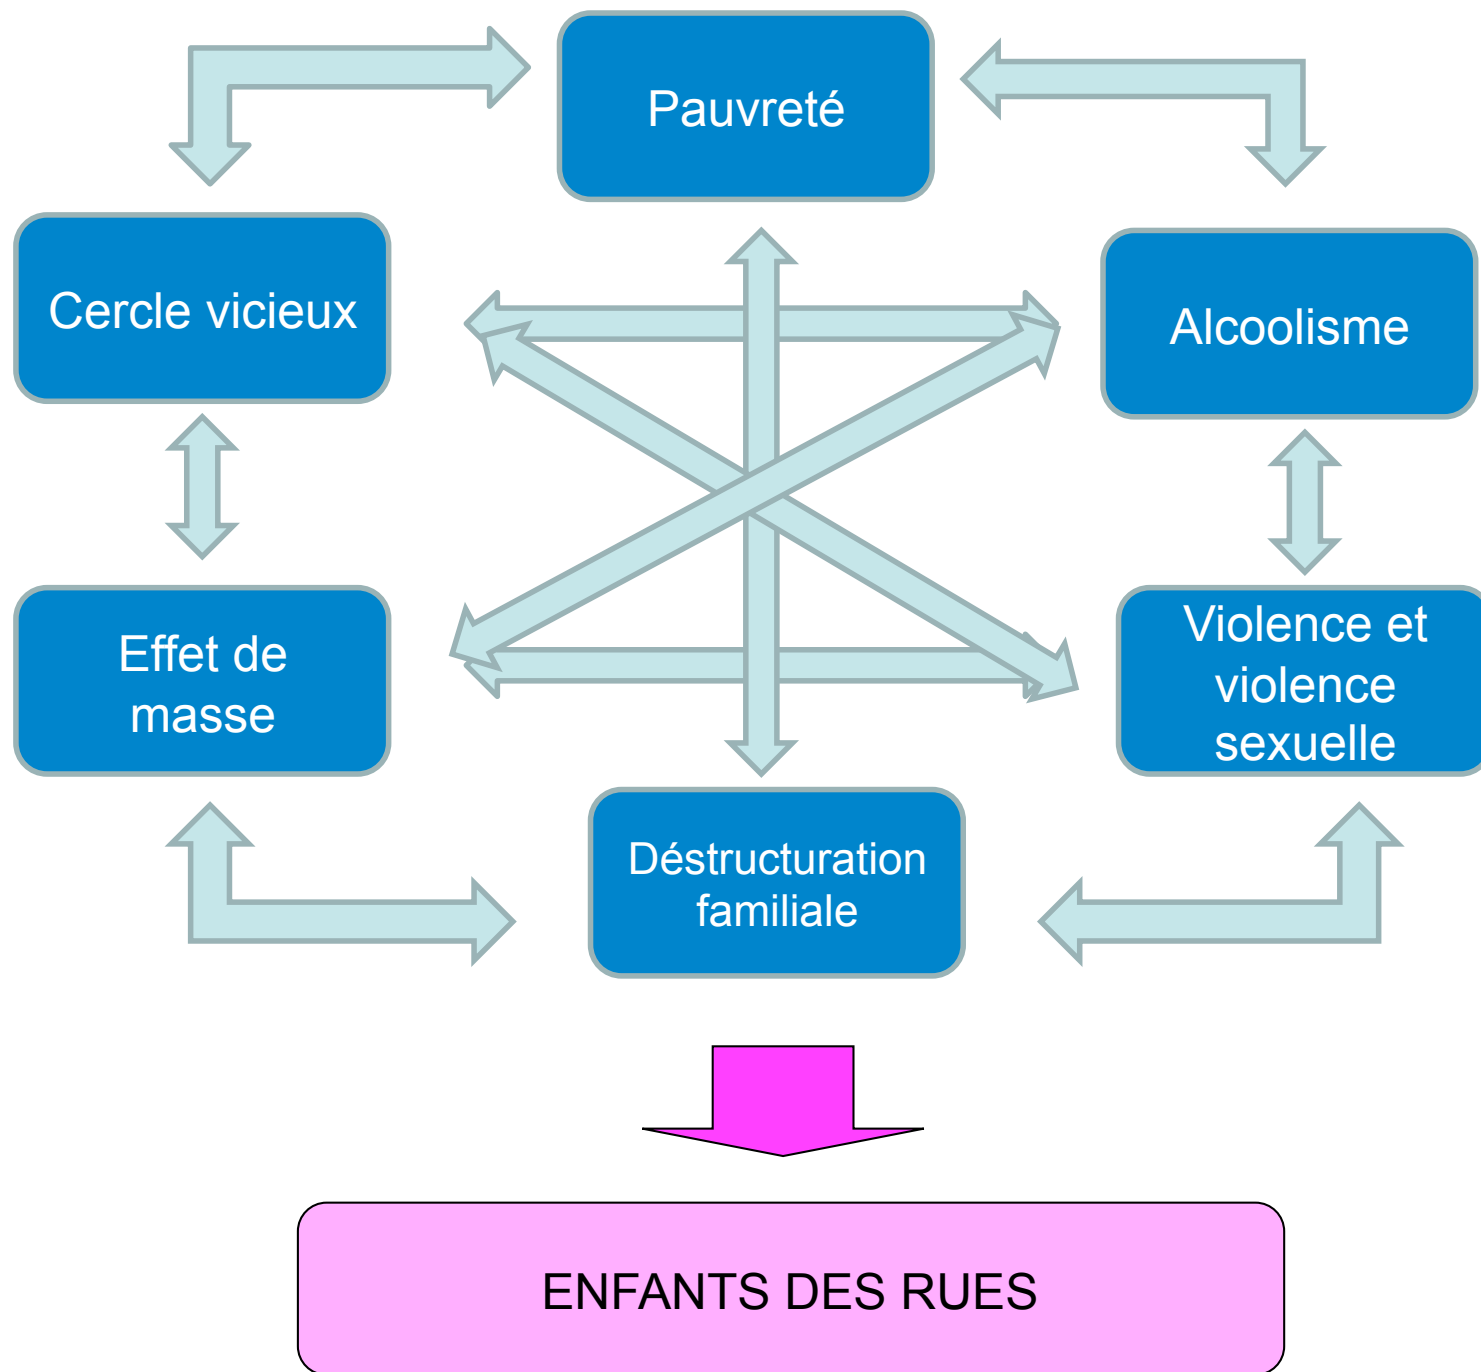 Pauvreté
Cercle vicieux
Alcoolisme
Effet de
masse
Violence et
violence
sexuelle
Déstructuration
familiale
ENFANTS DES RUES